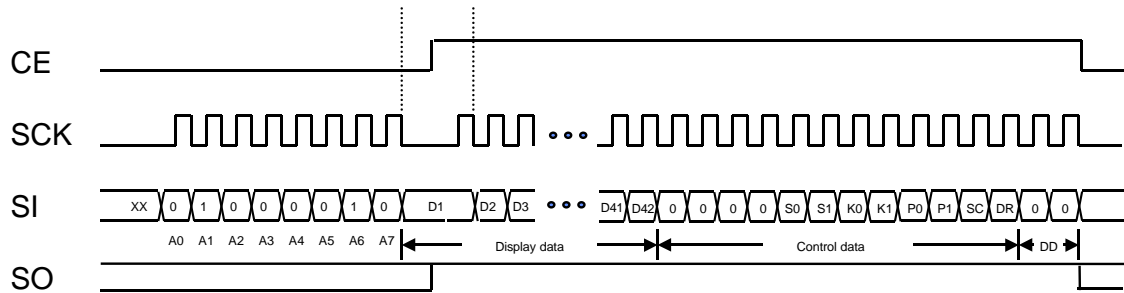 CE
SCK
SI
XX 0 1 0 0 0 0 1 0 D1 D2 D3 D41 D42 0 0 0 0 S0 S1 K0 K1 P0 P1 SC DR 0 0
A0 A1 A2 A3 A4 A5 A6 A7 Display data Control data DD
SO